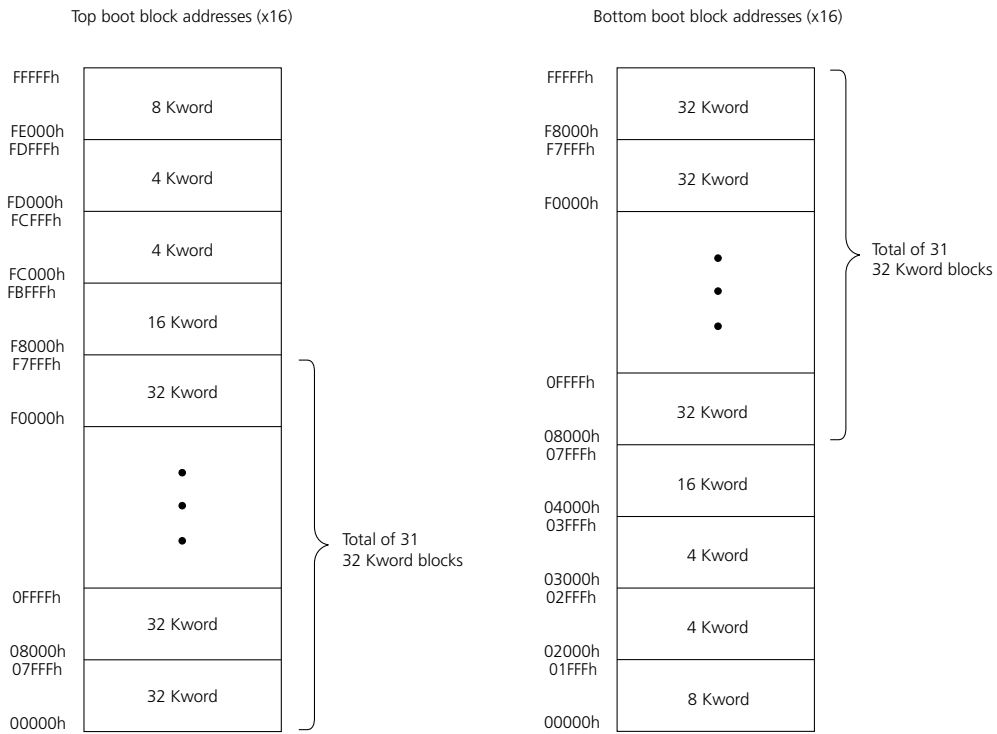 Top boot block addresses (x16)
FFFFFh
8 Kword
FE000h
FDFFFh
4 Kword
FD000h
FCFFFh
4 Kword
FC000h
FBFFFh
16 Kword
F8000h
F7FFFh
32 Kword
F0000h
Total of 31
32 Kword blocks
0FFFFh
32 Kword
08000h
07FFFh
32 Kword
00000h
Bottom boot block addresses (x16)
FFFFFh
32 Kword
F8000h
F7FFFh
32 Kword
F0000h
Total of 31
32 Kword blocks
0FFFFh
32 Kword
08000h
07FFFh
16 Kword
04000h
03FFFh
4 Kword
03000h
02FFFh
4 Kword
02000h
01FFFh
8 Kword
00000h